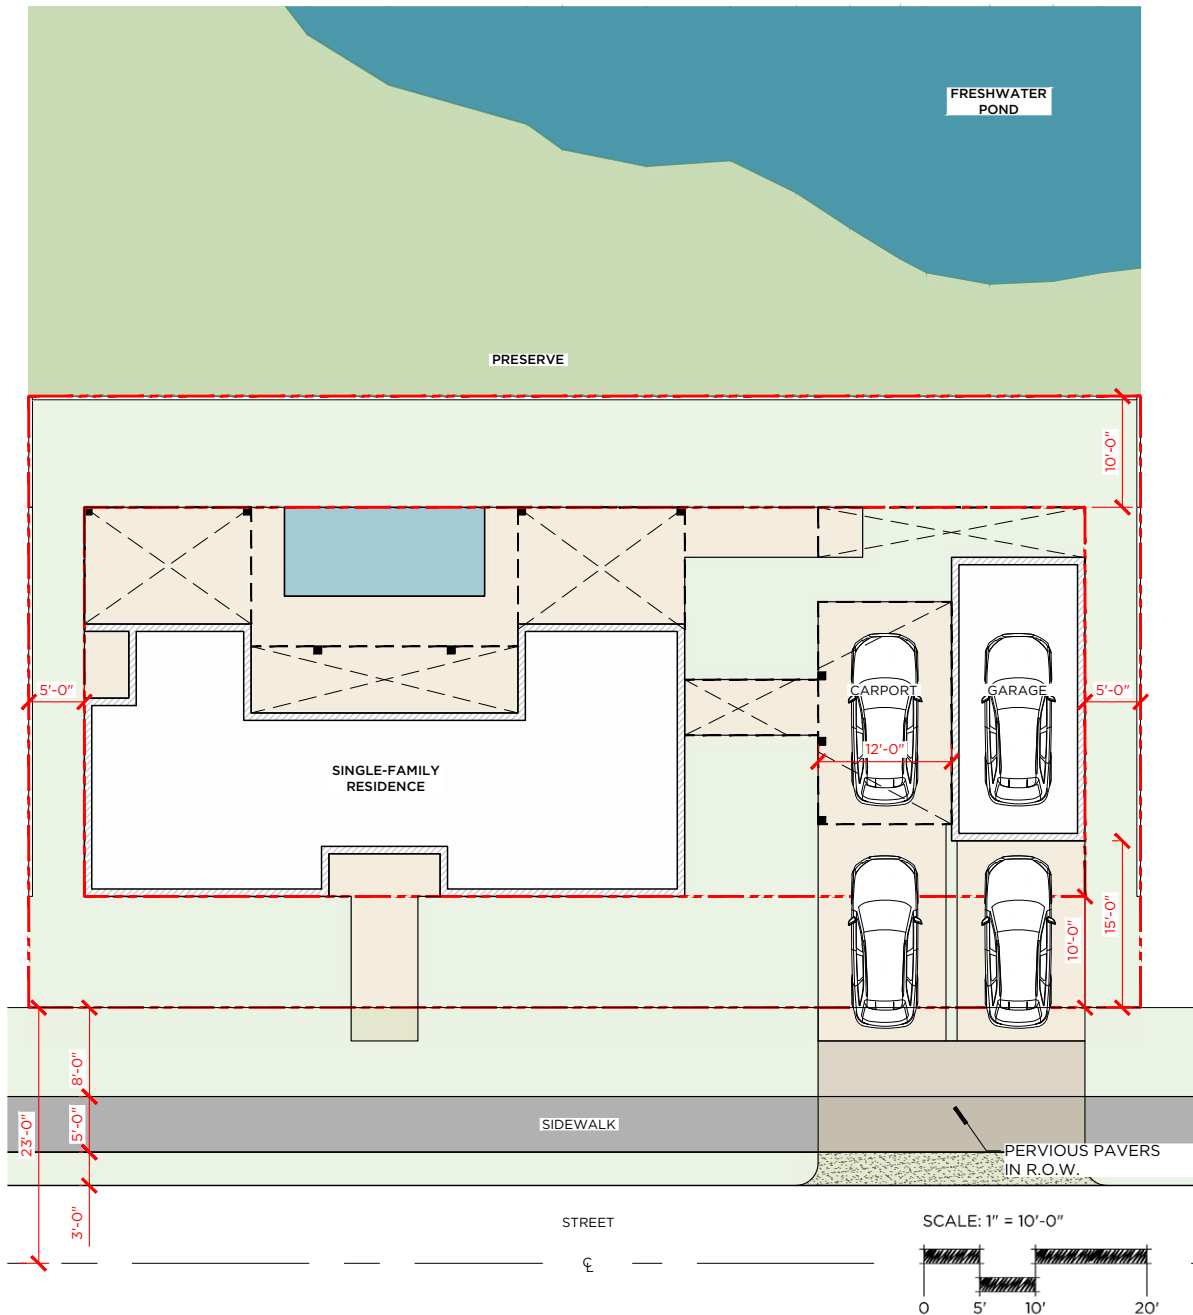 FRESHWATER
POND
PRESERVE
10'-0"
5'-0"
CARPORT
GARAGE
5'-0"
12'-0"
SINGLE-FAMILY
RESIDENCE
15'-0"
10'-0"
8'-0"
23'-0"
5'-0"
SIDEWALK
PERVIOUS PAVERS
IN R.O.W.
3'-0"
STREET
℄
SCALE: 1" = 10'-0"
0 5' 10' 20'